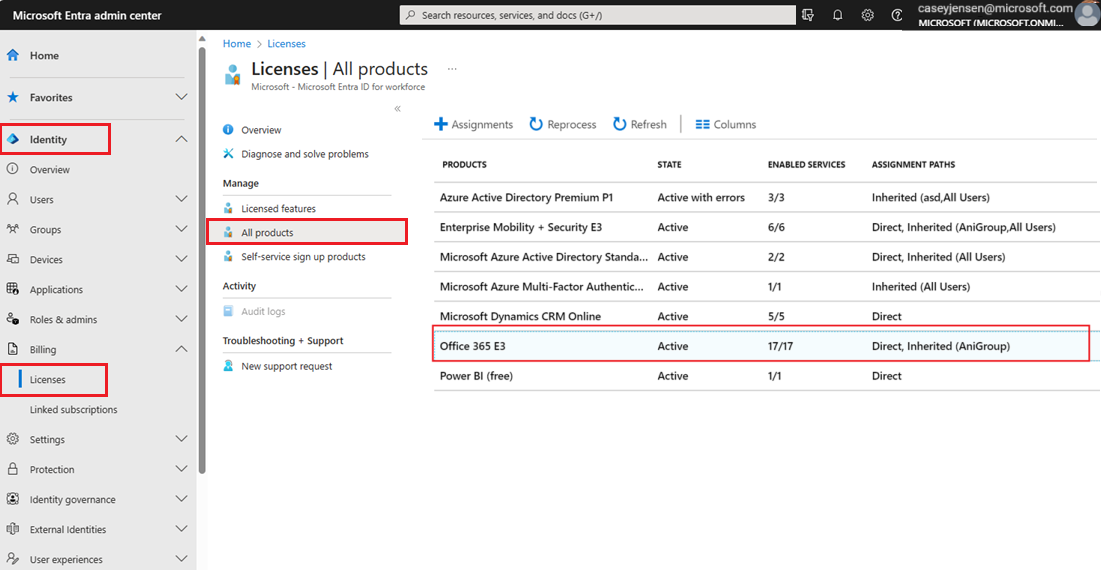 Microsoft Entra admin center
Search resources, services, and docs (G+/)
caseyjensen@microsoft.com
MICROSOFT (MICROSOFT.ONMI...
Home
Favorites
Identity
Overview
Users
Groups
Devices
Applications
Roles & admins
Billing
Licenses
Linked subscriptions
Settings
Protection
Identity governance
External Identities
User experiences
Home > Licenses
Licenses | All products ...
Microsoft - Microsoft Entra ID for workforce
«
Overview
Diagnose and solve problems
Manage
Licensed features
All products
Self-service sign up products
Activity
Audit logs
Troubleshooting + Support
New support request
Assignments Reprocess Refresh Columns
PRODUCTS STATE ENABLED SERVICES ASSIGNMENT PATHS
Azure Active Directory Premium P1 Active with errors 3/3 Inherited (asd,All Users)
Enterprise Mobility + Security E3 Active 6/6 Direct, Inherited (AniGroup,All Users)
Microsoft Azure Active Directory Standa... Active 2/2 Direct, Inherited (All Users)
Microsoft Azure Multi-Factor Authentic... Active 1/1 Inherited (All Users)
Microsoft Dynamics CRM Online Active 5/5 Direct
Office 365 E3 Active 17/17 Direct, Inherited (AniGroup)
Power BI (free) Active 1/1 Direct